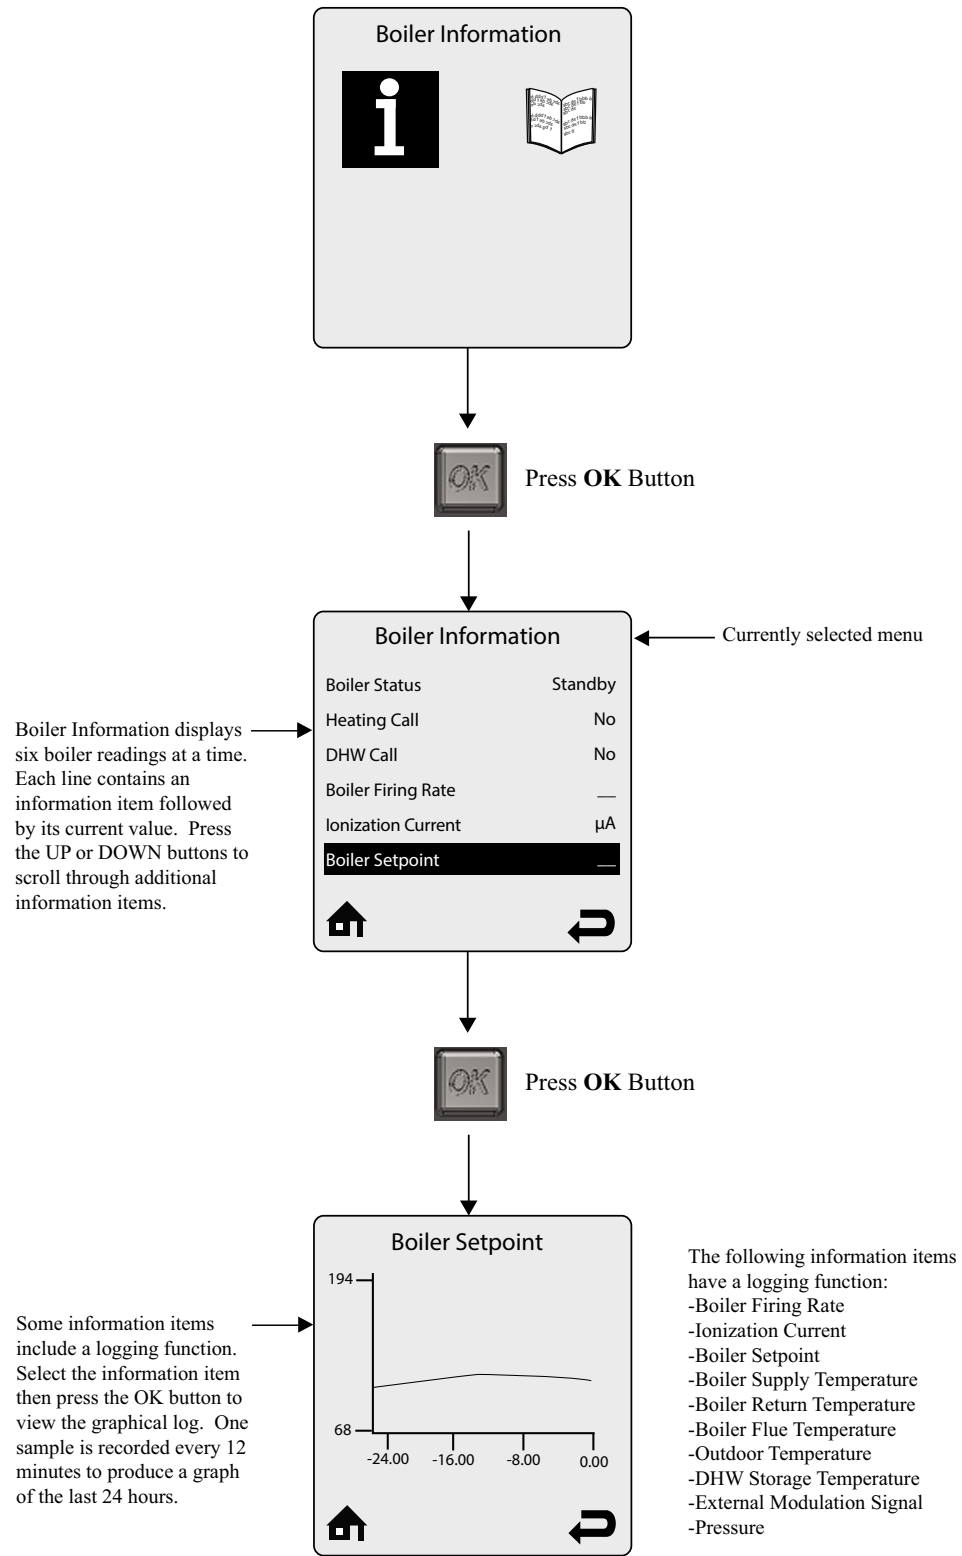 Boiler Information
i
OK
Press OK Button
Boiler Information
Currently selected menu
Boiler Status Standby
Heating Call No
DHW Call No
Boiler Firing Rate __
Ionization Current µA
Boiler Setpoint __
Boiler Information displays
six boiler readings at a time.
Each line contains an
information item followed
by its current value. Press
the UP or DOWN buttons to
scroll through additional
information items.
OK
Press OK Button
Boiler Setpoint
194
68
-24.00 -16.00 -8.00 0.00
Some information items
include a logging function.
Select the information item
then press the OK button to
view the graphical log. One
sample is recorded every 12
minutes to produce a graph
of the last 24 hours.
The following information items
have a logging function:
-Boiler Firing Rate
-Ionization Current
-Boiler Setpoint
-Boiler Supply Temperature
-Boiler Return Temperature
-Boiler Flue Temperature
-Outdoor Temperature
-DHW Storage Temperature
-External Modulation Signal
-Pressure